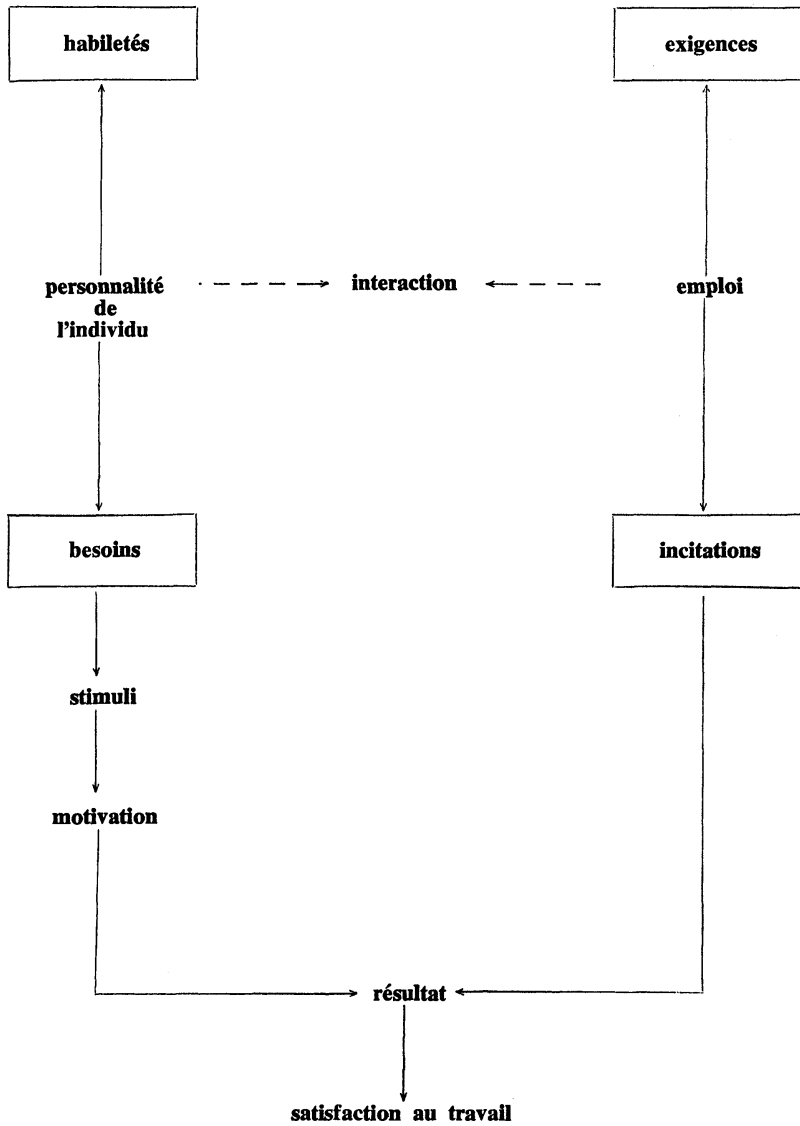 habiletés
exigences
personnalité
de
l'individu
interaction
emploi
besoins
incitations
stimuli
motivation
résultat
satisfaction au travail